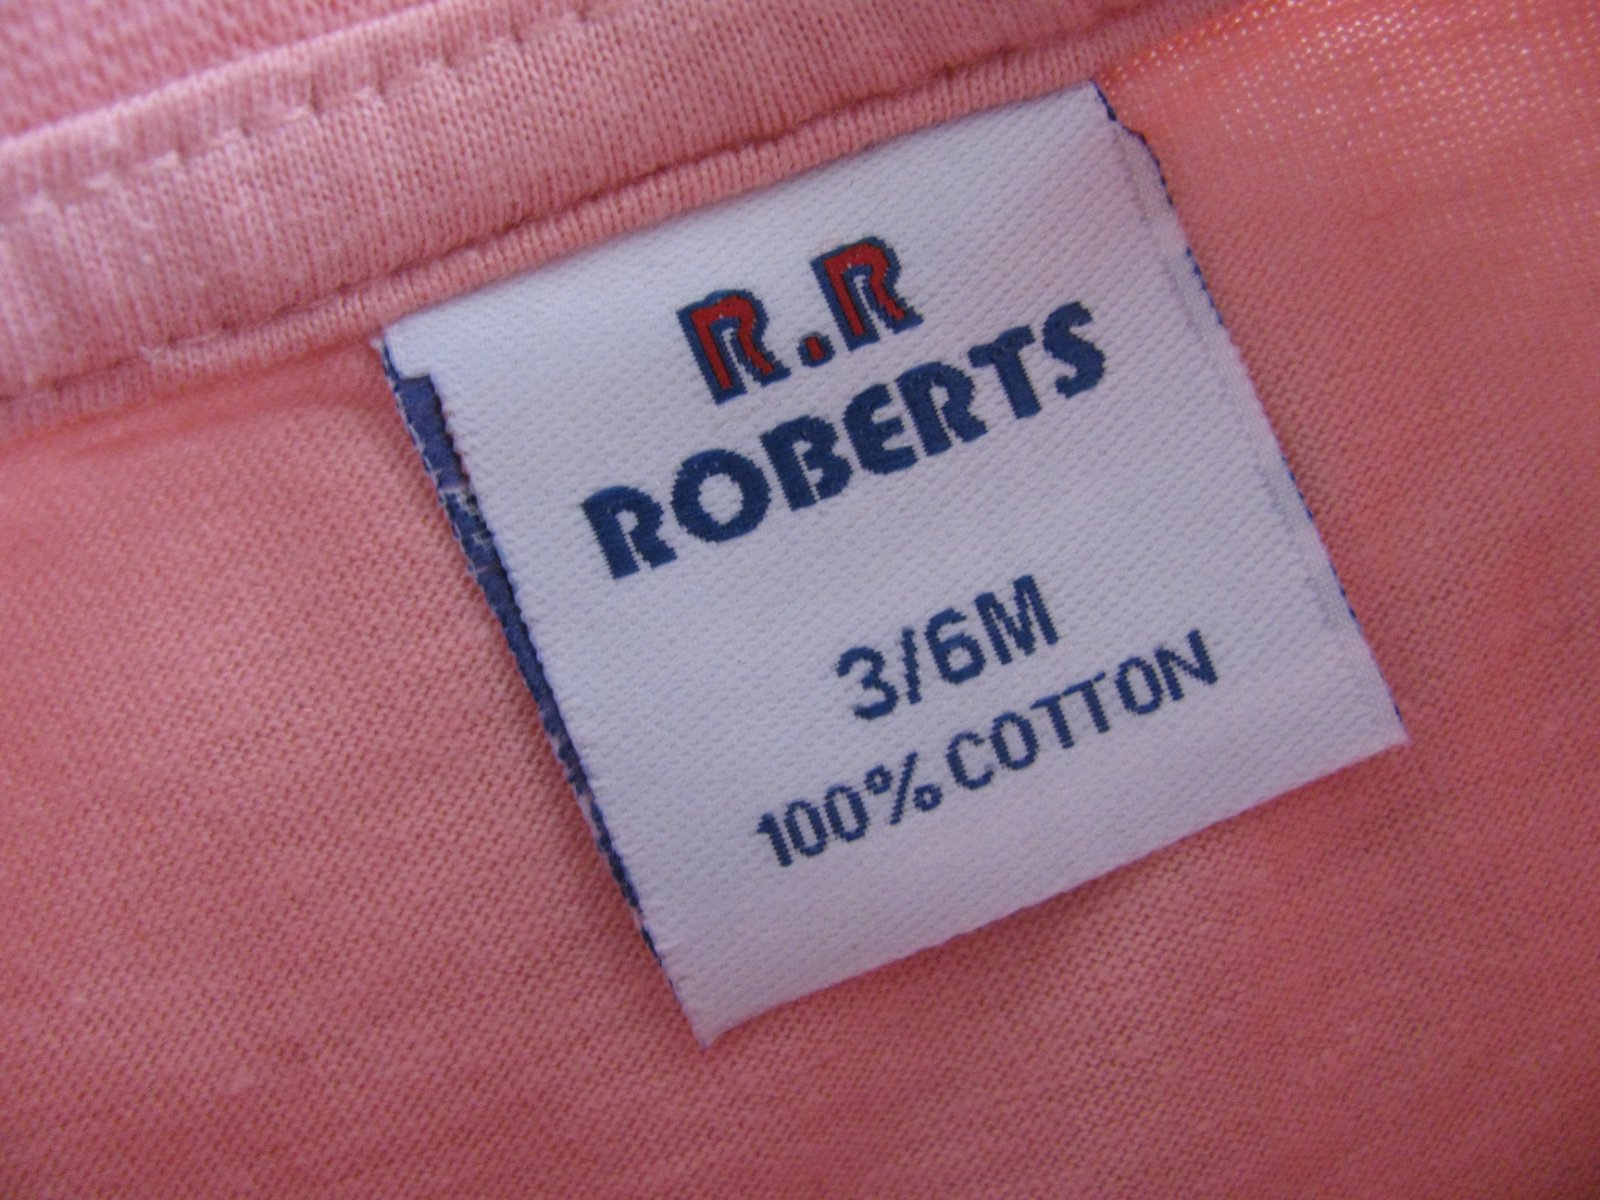 R.R
ROBERTS
3/6M
100% COTTON